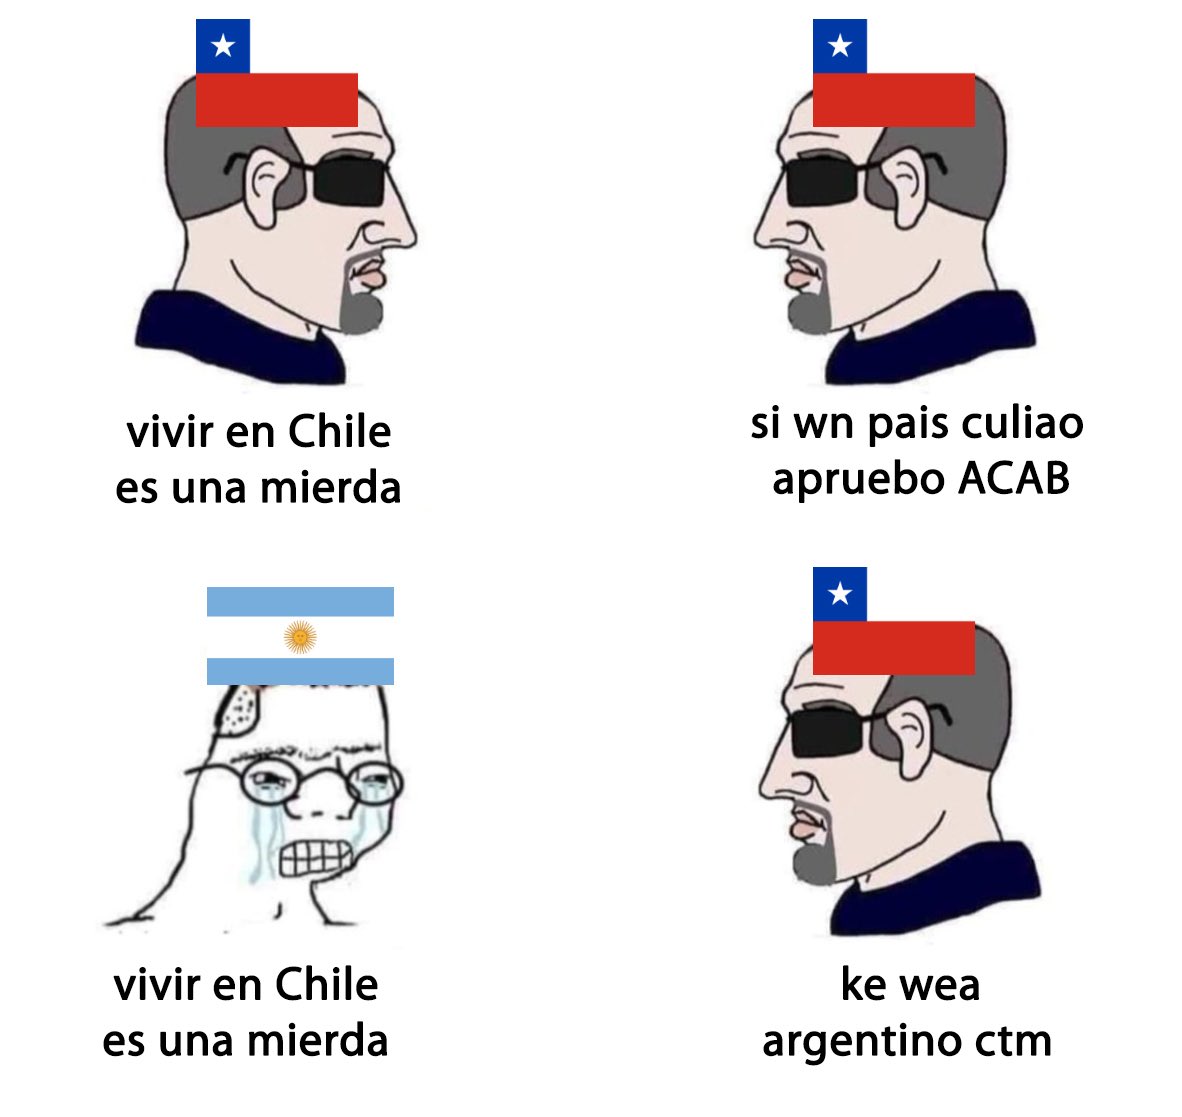 vivir en Chile
es una mierda
si wn pais culiao
apruebo ACAB
vivir en Chile
es una mierda
ke wea
argentino ctm